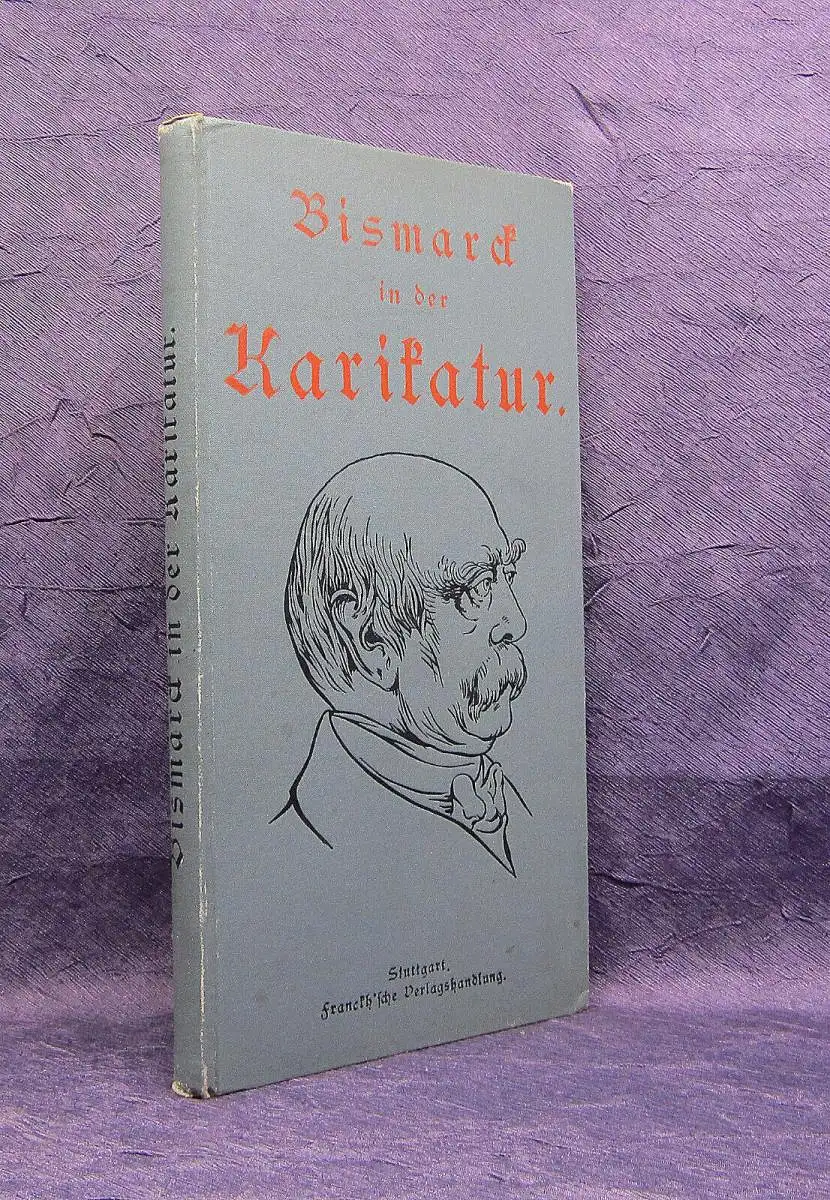 Bismarck
in der
Karikatur.
Stuttgart.
Franckh'sche Verlagshandlung.
Bismarck in der Karikatur.